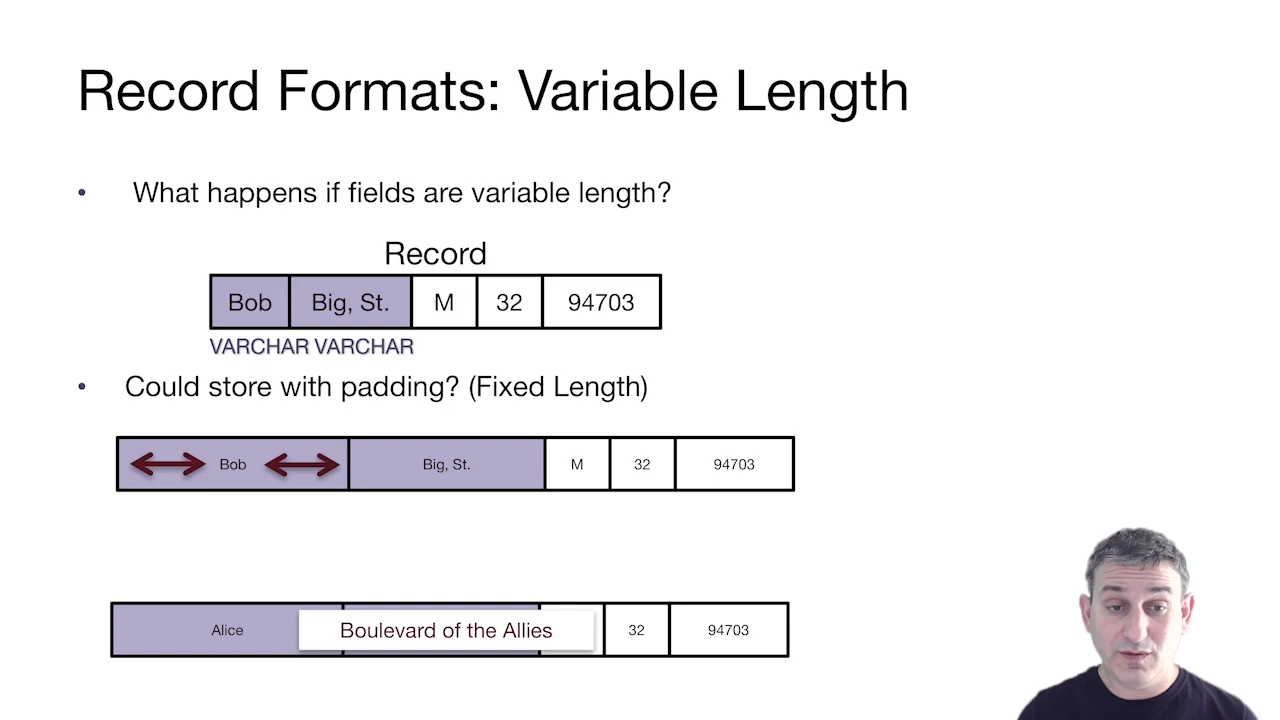 Record Formats: Variable Length
• What happens if fields are variable length?
Record
Bob Big, St. M 32 94703
VARCHAR VARCHAR
• Could store with padding? (Fixed Length)
Bob Big, St. M 32 94703
Alice Boulevard of the Allies 32 94703